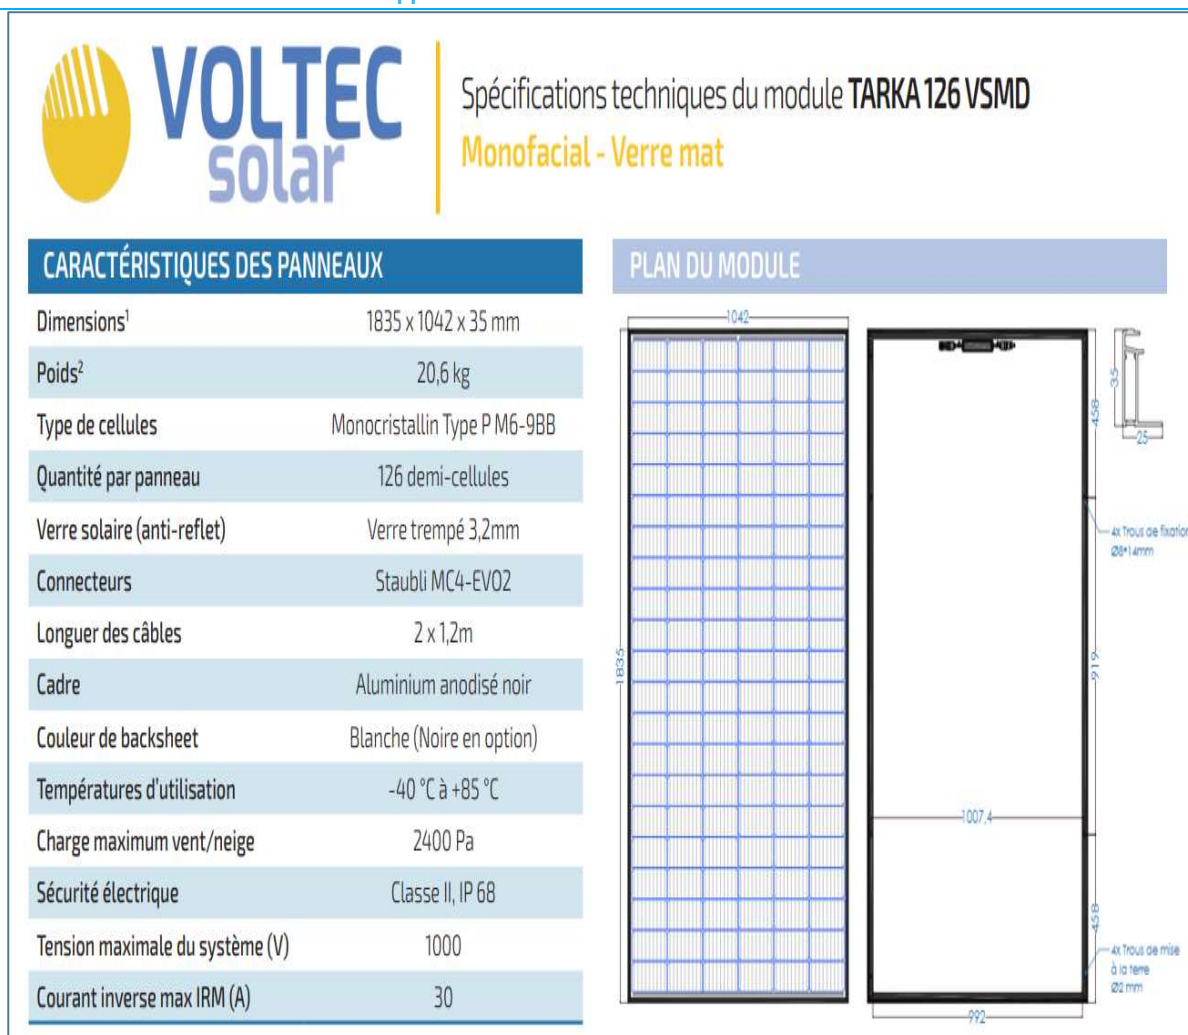 VOLTEC
solar
Spécifications techniques du module TARKA 126 VSMD
Monofacial - Verre mat
CARACTÉRISTIQUES DES PANNEAUX
Dimensions¹ 1835 x 1042 x 35 mm
Poids² 20,6 kg
Type de cellules Monocristallin Type P M6-9BB
Quantité par panneau 126 demi-cellules
Verre solaire (anti-reflet) Verre trempé 3,2mm
Connecteurs Staubli MC4-EVO2
Longuer des câbles 2 x 1,2m
Cadre Aluminium anodisé noir
Couleur de backsheet Blanche (Noire en option)
Températures d'utilisation -40 °C à +85 °C
Charge maximum vent/neige 2400 Pa
Sécurité électrique Classe II, IP 68
Tension maximale du système (V) 1000
Courant inverse max IRM (A) 30
PLAN DU MODULE
1042
1835
458
919
458
1007,4
992
35
25
4x Trous de fixation
Ø8*14mm
4x Trous de mise
à la terre
Ø2 mm